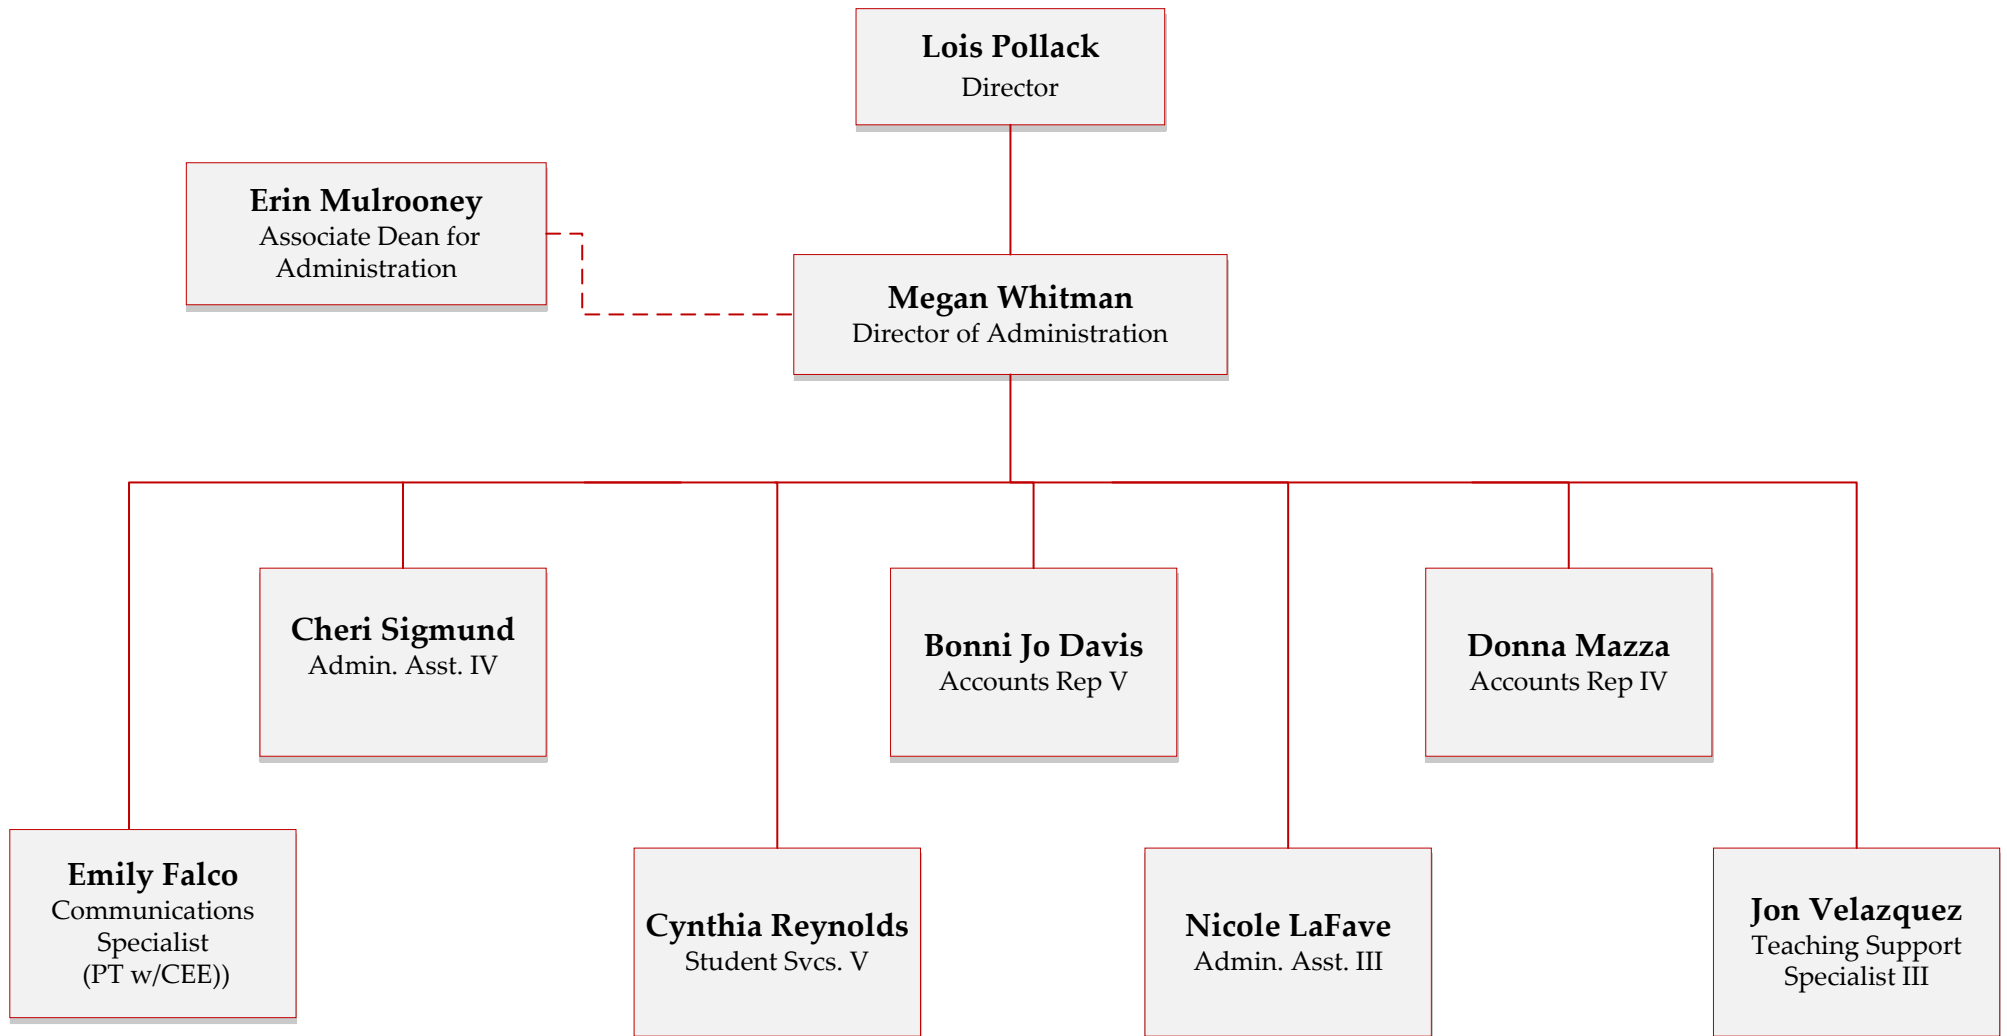 Lois Pollack
Director
Erin Mulrooney
Associate Dean for
Administration
Megan Whitman
Director of Administration
Cheri Sigmund
Admin. Asst. IV
Bonni Jo Davis
Accounts Rep V
Donna Mazza
Accounts Rep IV
Emily Falco
Communications
Specialist
(PT w/CEE))
Cynthia Reynolds
Student Svcs. V
Nicole LaFave
Admin. Asst. III
Jon Velazquez
Teaching Support
Specialist III